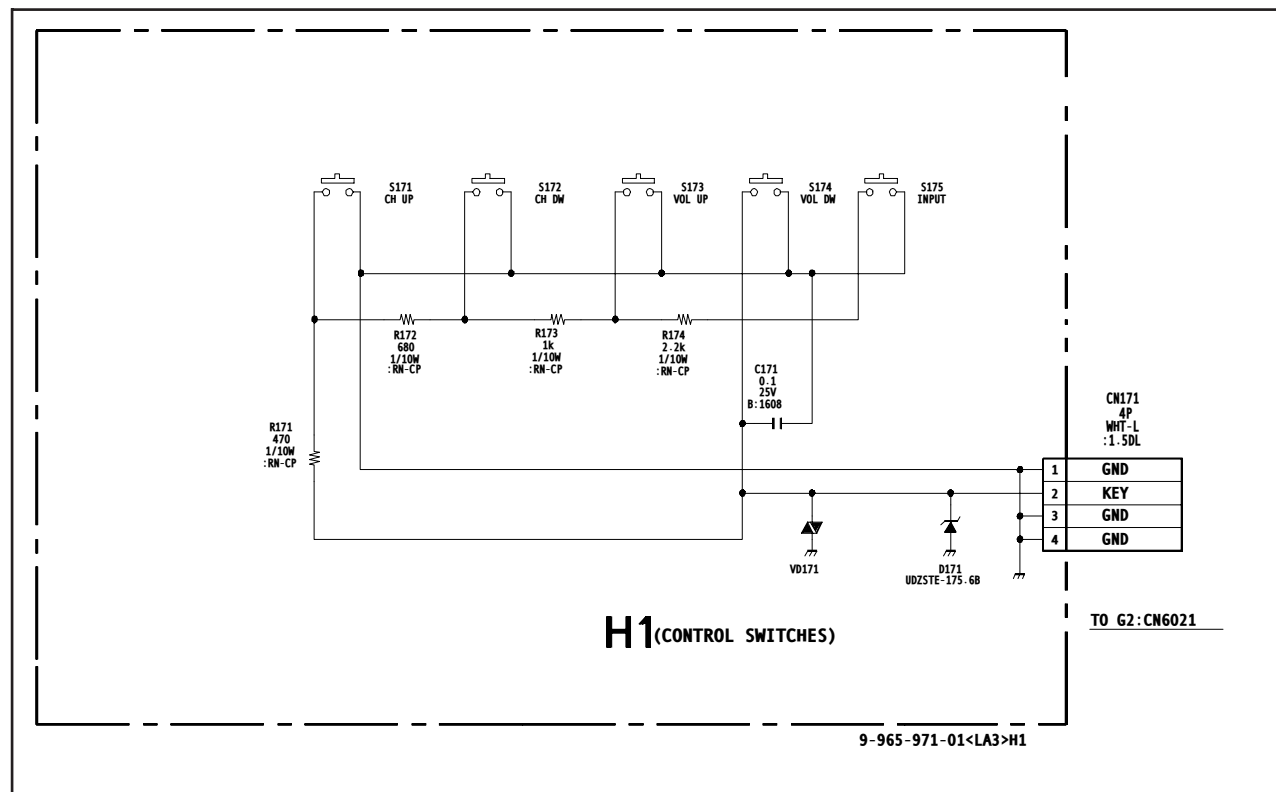 S171
CH UP
S172
CH DW
S173
VOL UP
S174
VOL DW
S175
INPUT
R172
680
1/10W
:RN-CP
R173
1k
1/10W
:RN-CP
R174
2.2k
1/10W
:RN-CP
C171
0.1
25V
B:1608
R171
470
1/10W
:RN-CP
CN171
4P
WHT-L
:1.5DL
1 GND
2 KEY
3 GND
4 GND
VD171
D171
UDZSTE-175.6B
H1(CONTROL SWITCHES)
TO G2:CN6021
9-965-971-01<LA3>H1